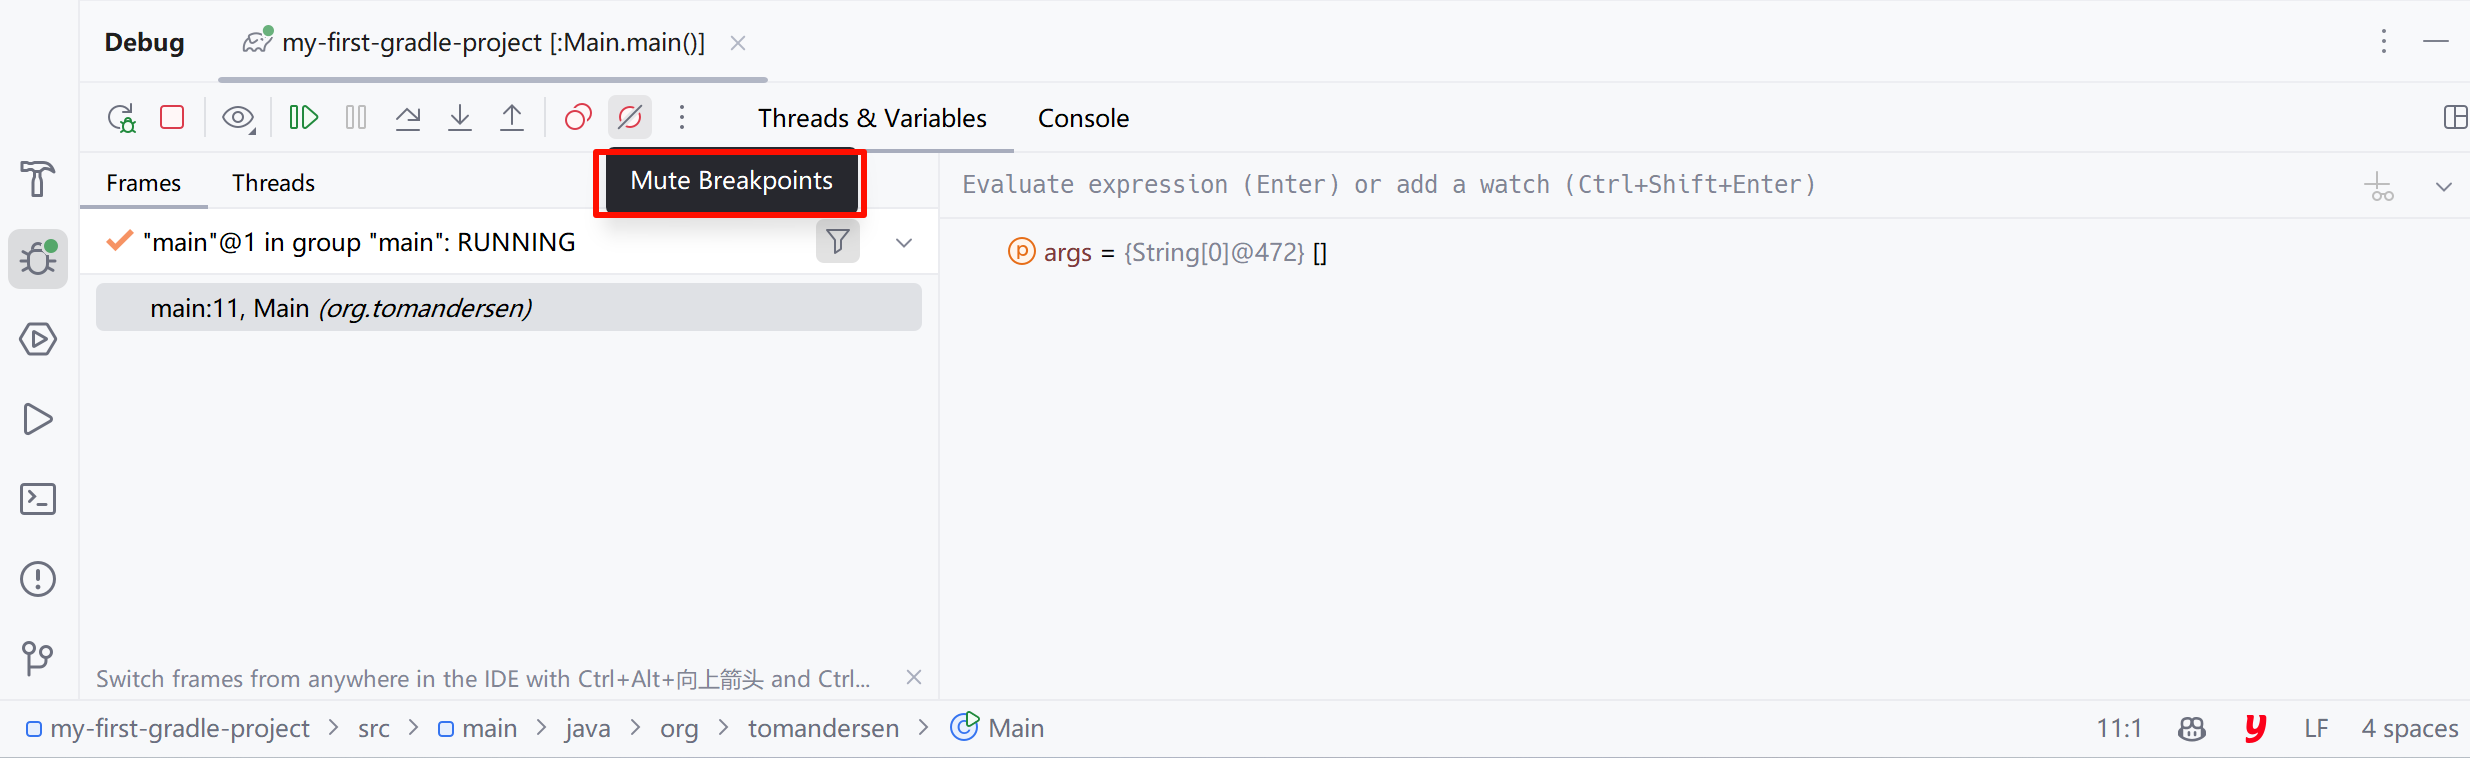 Debug my-first-gradle-project [:Main.main()]
Threads & Variables Console
Mute Breakpoints
Frames Threads
Evaluate expression (Enter) or add a watch (Ctrl+Shift+Enter)
"main"@1 in group "main": RUNNING
args = {String[0]@472} []
main:11, Main (org.tomandersen)
Switch frames from anywhere in the IDE with Ctrl+Alt+向上箭头 and Ctrl...
my-first-gradle-project > src > main > java > org > tomandersen > Main 11:1 LF 4 spaces